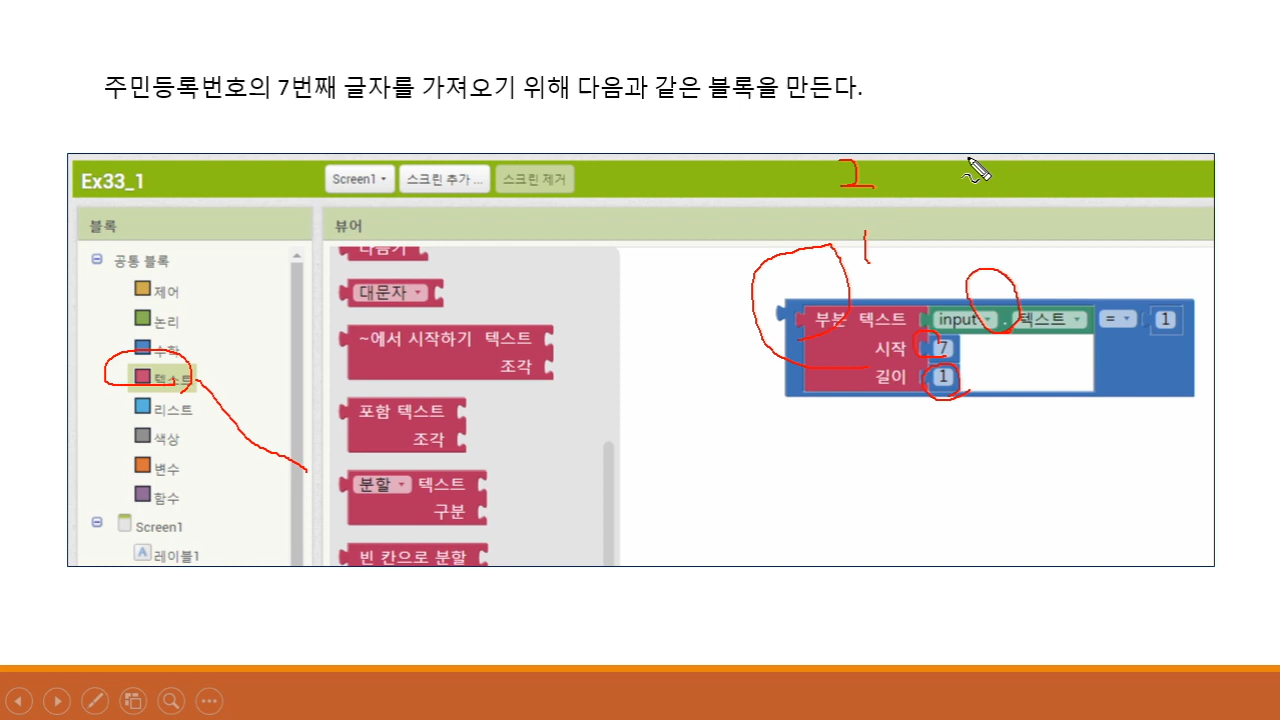 주민등록번호의 7번째 글자를 가져오기 위해 다음과 같은 블록을 만든다.
2
Ex33_1
Screen1
스크린 추가 ...
스크린 제거
블록
뷰어
1
공통 블록
제어
논리
수학
텍스트
리스트
색상
변수
함수
Screen1
레이블1
대문자
~에서 시작하기 텍스트
조각
포함 텍스트
조각
분할 텍스트
구분
빈 칸으로 분할
부분 텍스트 input . 텍스트 = 1
시작 7
길이 1